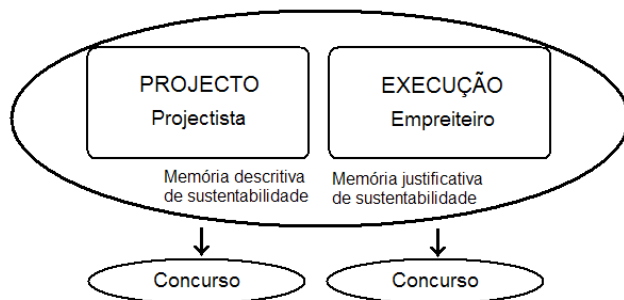 PROJECTO
Projectista
EXECUÇÃO
Empreiteiro
Memória descritiva
de sustentabilidade
Memória justificativa
de sustentabilidade
Concurso
Concurso